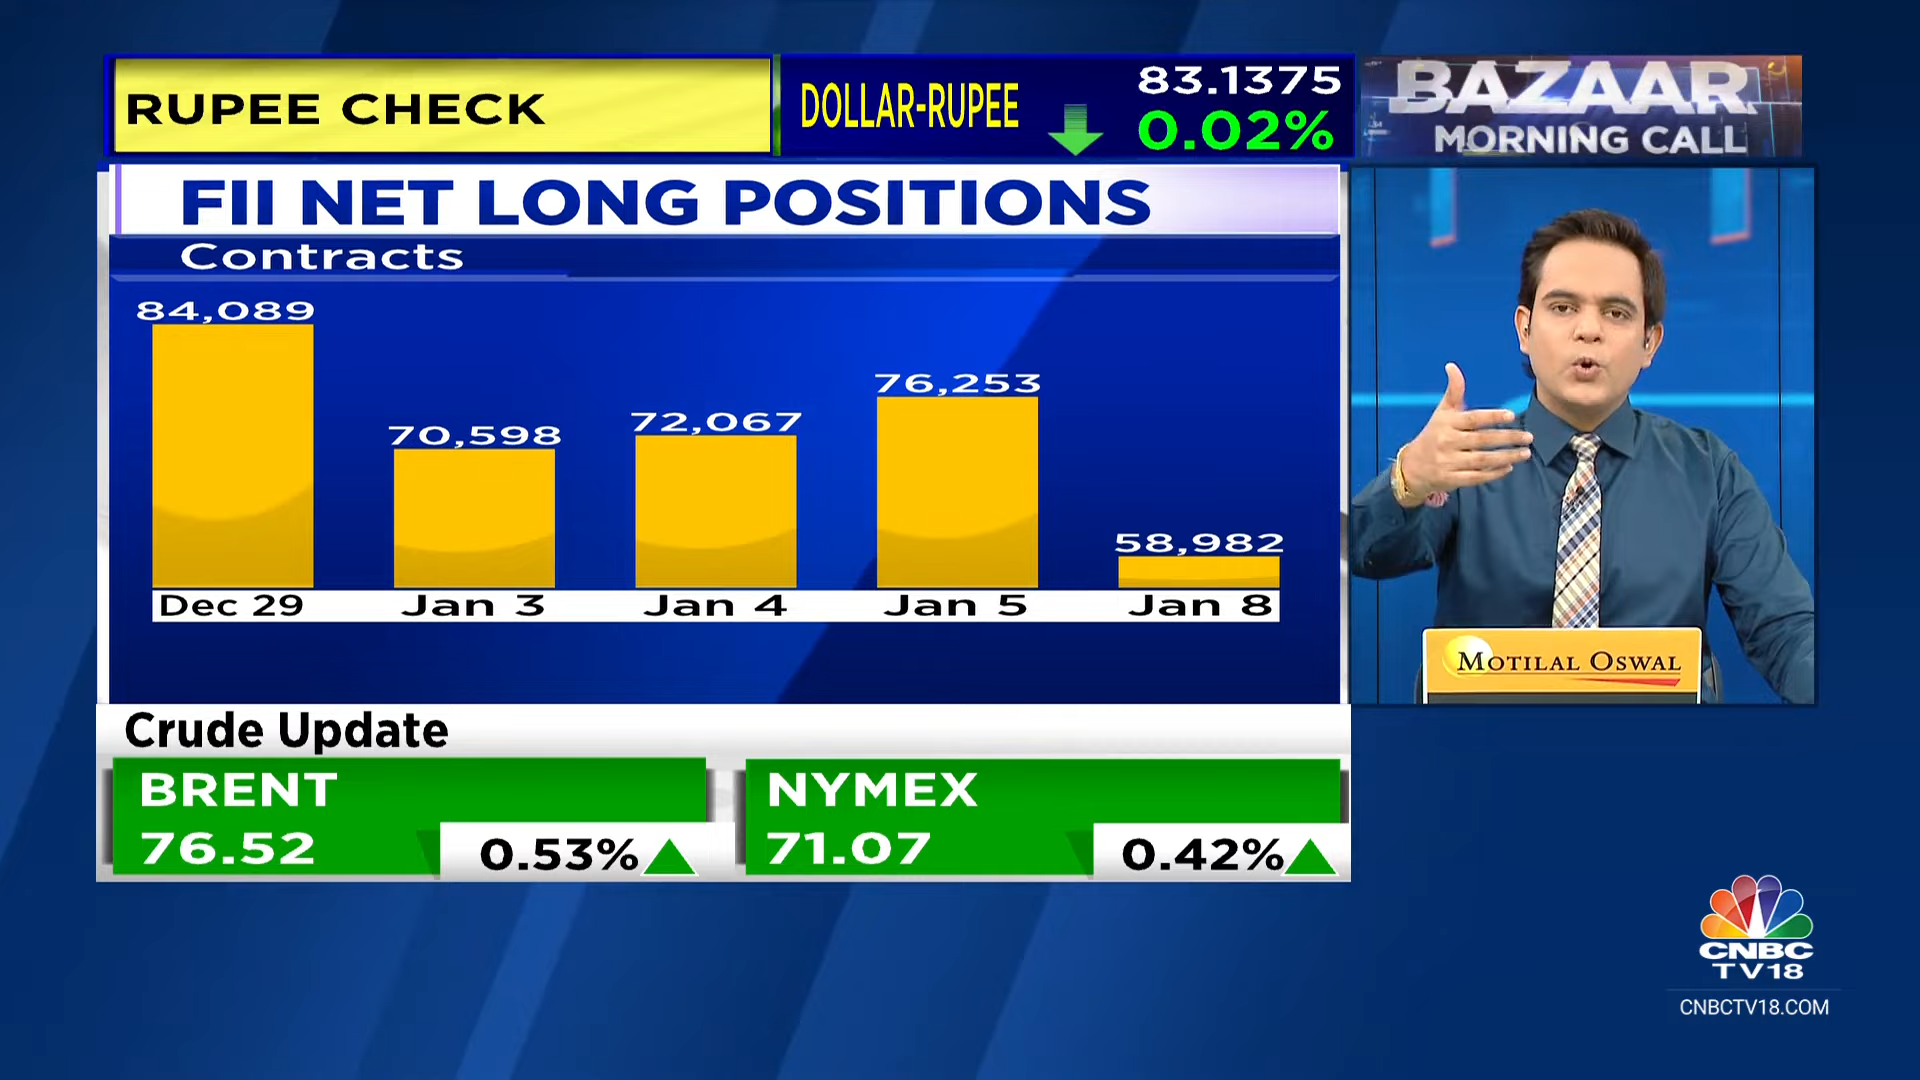 RUPEE CHECK
DOLLAR-RUPEE
83.1375
0.02%
BAZAAR
MORNING CALL
FII NET LONG POSITIONS
Contracts
84,089
70,598
72,067
76,253
58,982
Dec 29
Jan 3
Jan 4
Jan 5
Jan 8
MOTILAL OSWAL
Crude Update
BRENT
76.52
0.53%
NYMEX
71.07
0.42%
CNBC
TV18
CNBCTV18.COM